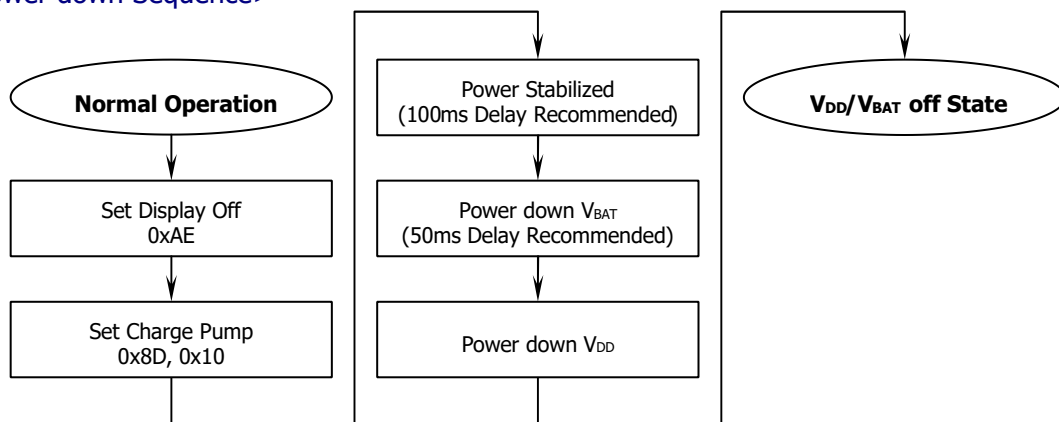 down Sequence>
Normal Operation
Set Display Off
0xAE
Set Charge Pump
0x8D, 0x10
Power Stabilized
(100ms Delay Recommended)
Power down VBAT
(50ms Delay Recommended)
Power down VDD
VDD/VBAT off State